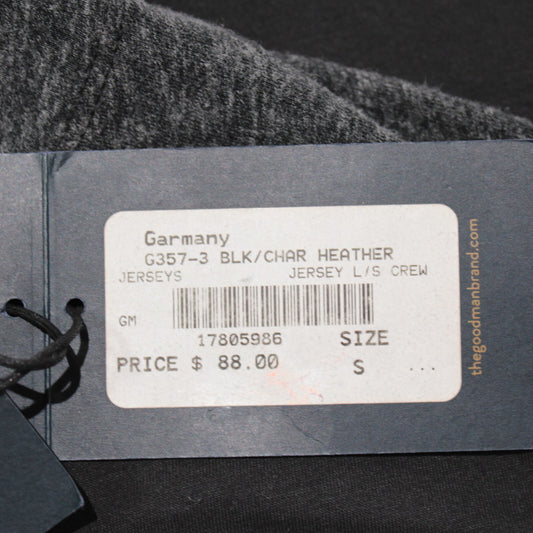 Garmany
G357-3 BLK/CHAR HEATHER
JERSEYS JERSEY L/S CREW
GM
17805986 SIZE
PRICE $ 88.00 S ...
thegoodmanbrand.com